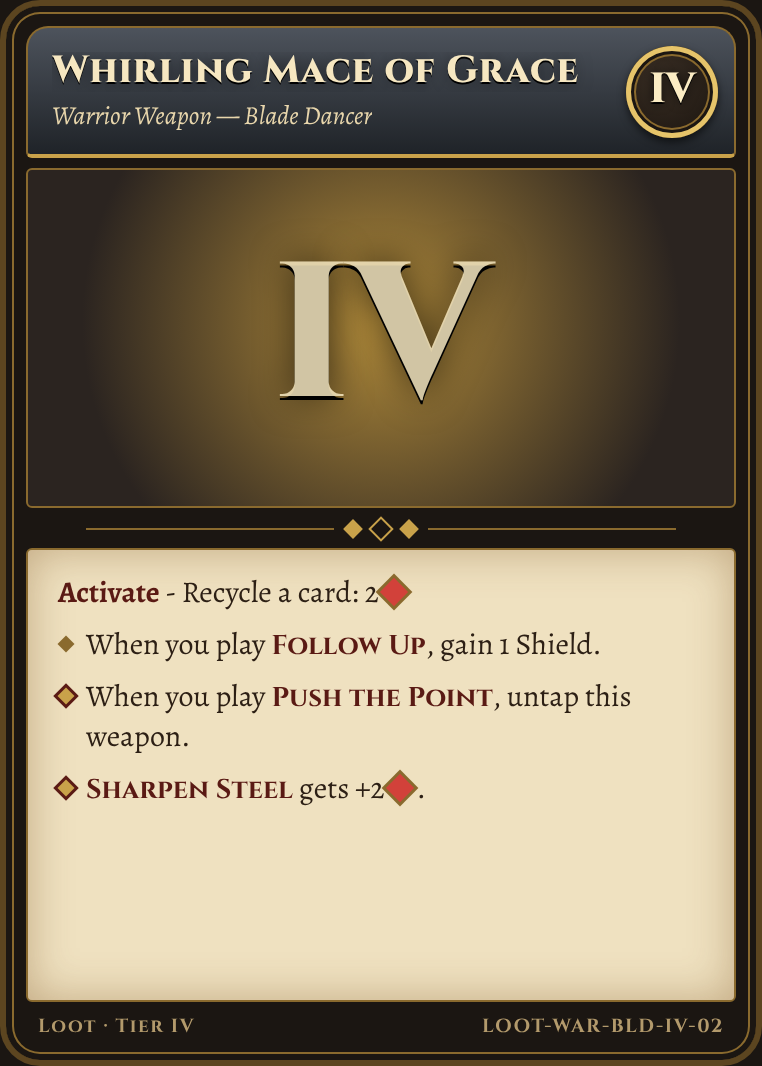 Whirling Mace of Grace
Warrior Weapon — Blade Dancer
IV
IV
Activate - Recycle a card: 2
When you play Follow Up, gain 1 Shield.
When you play Push the Point, untap this
weapon.
Sharpen Steel gets +2.
Loot · Tier IV
LOOT-WAR-BLD-IV-02